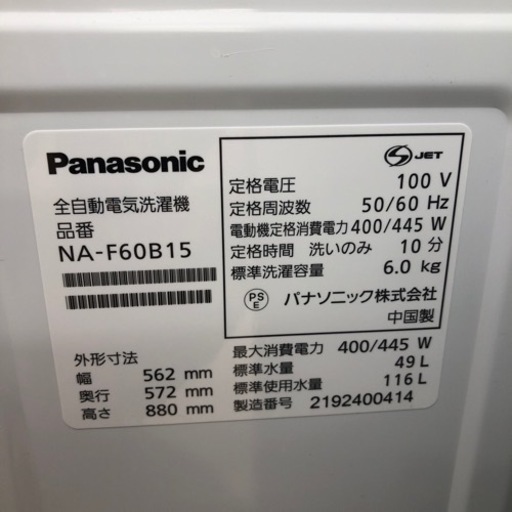 Panasonic
全自動電気洗濯機
品番
NA-F60B15
外形寸法
幅 562 mm
奥行 572 mm
高さ 880 mm
S JET
定格電圧 100 V
定格周波数 50/60 Hz
電動機定格消費電力 400/445 W
定格時間 洗いのみ 10 分
標準洗濯容量 6.0 kg
PS E パナソニック株式会社
中国製
最大消費電力 400/445 W
標準水量 49 L
標準使用水量 116 L
製造番号 2192400414